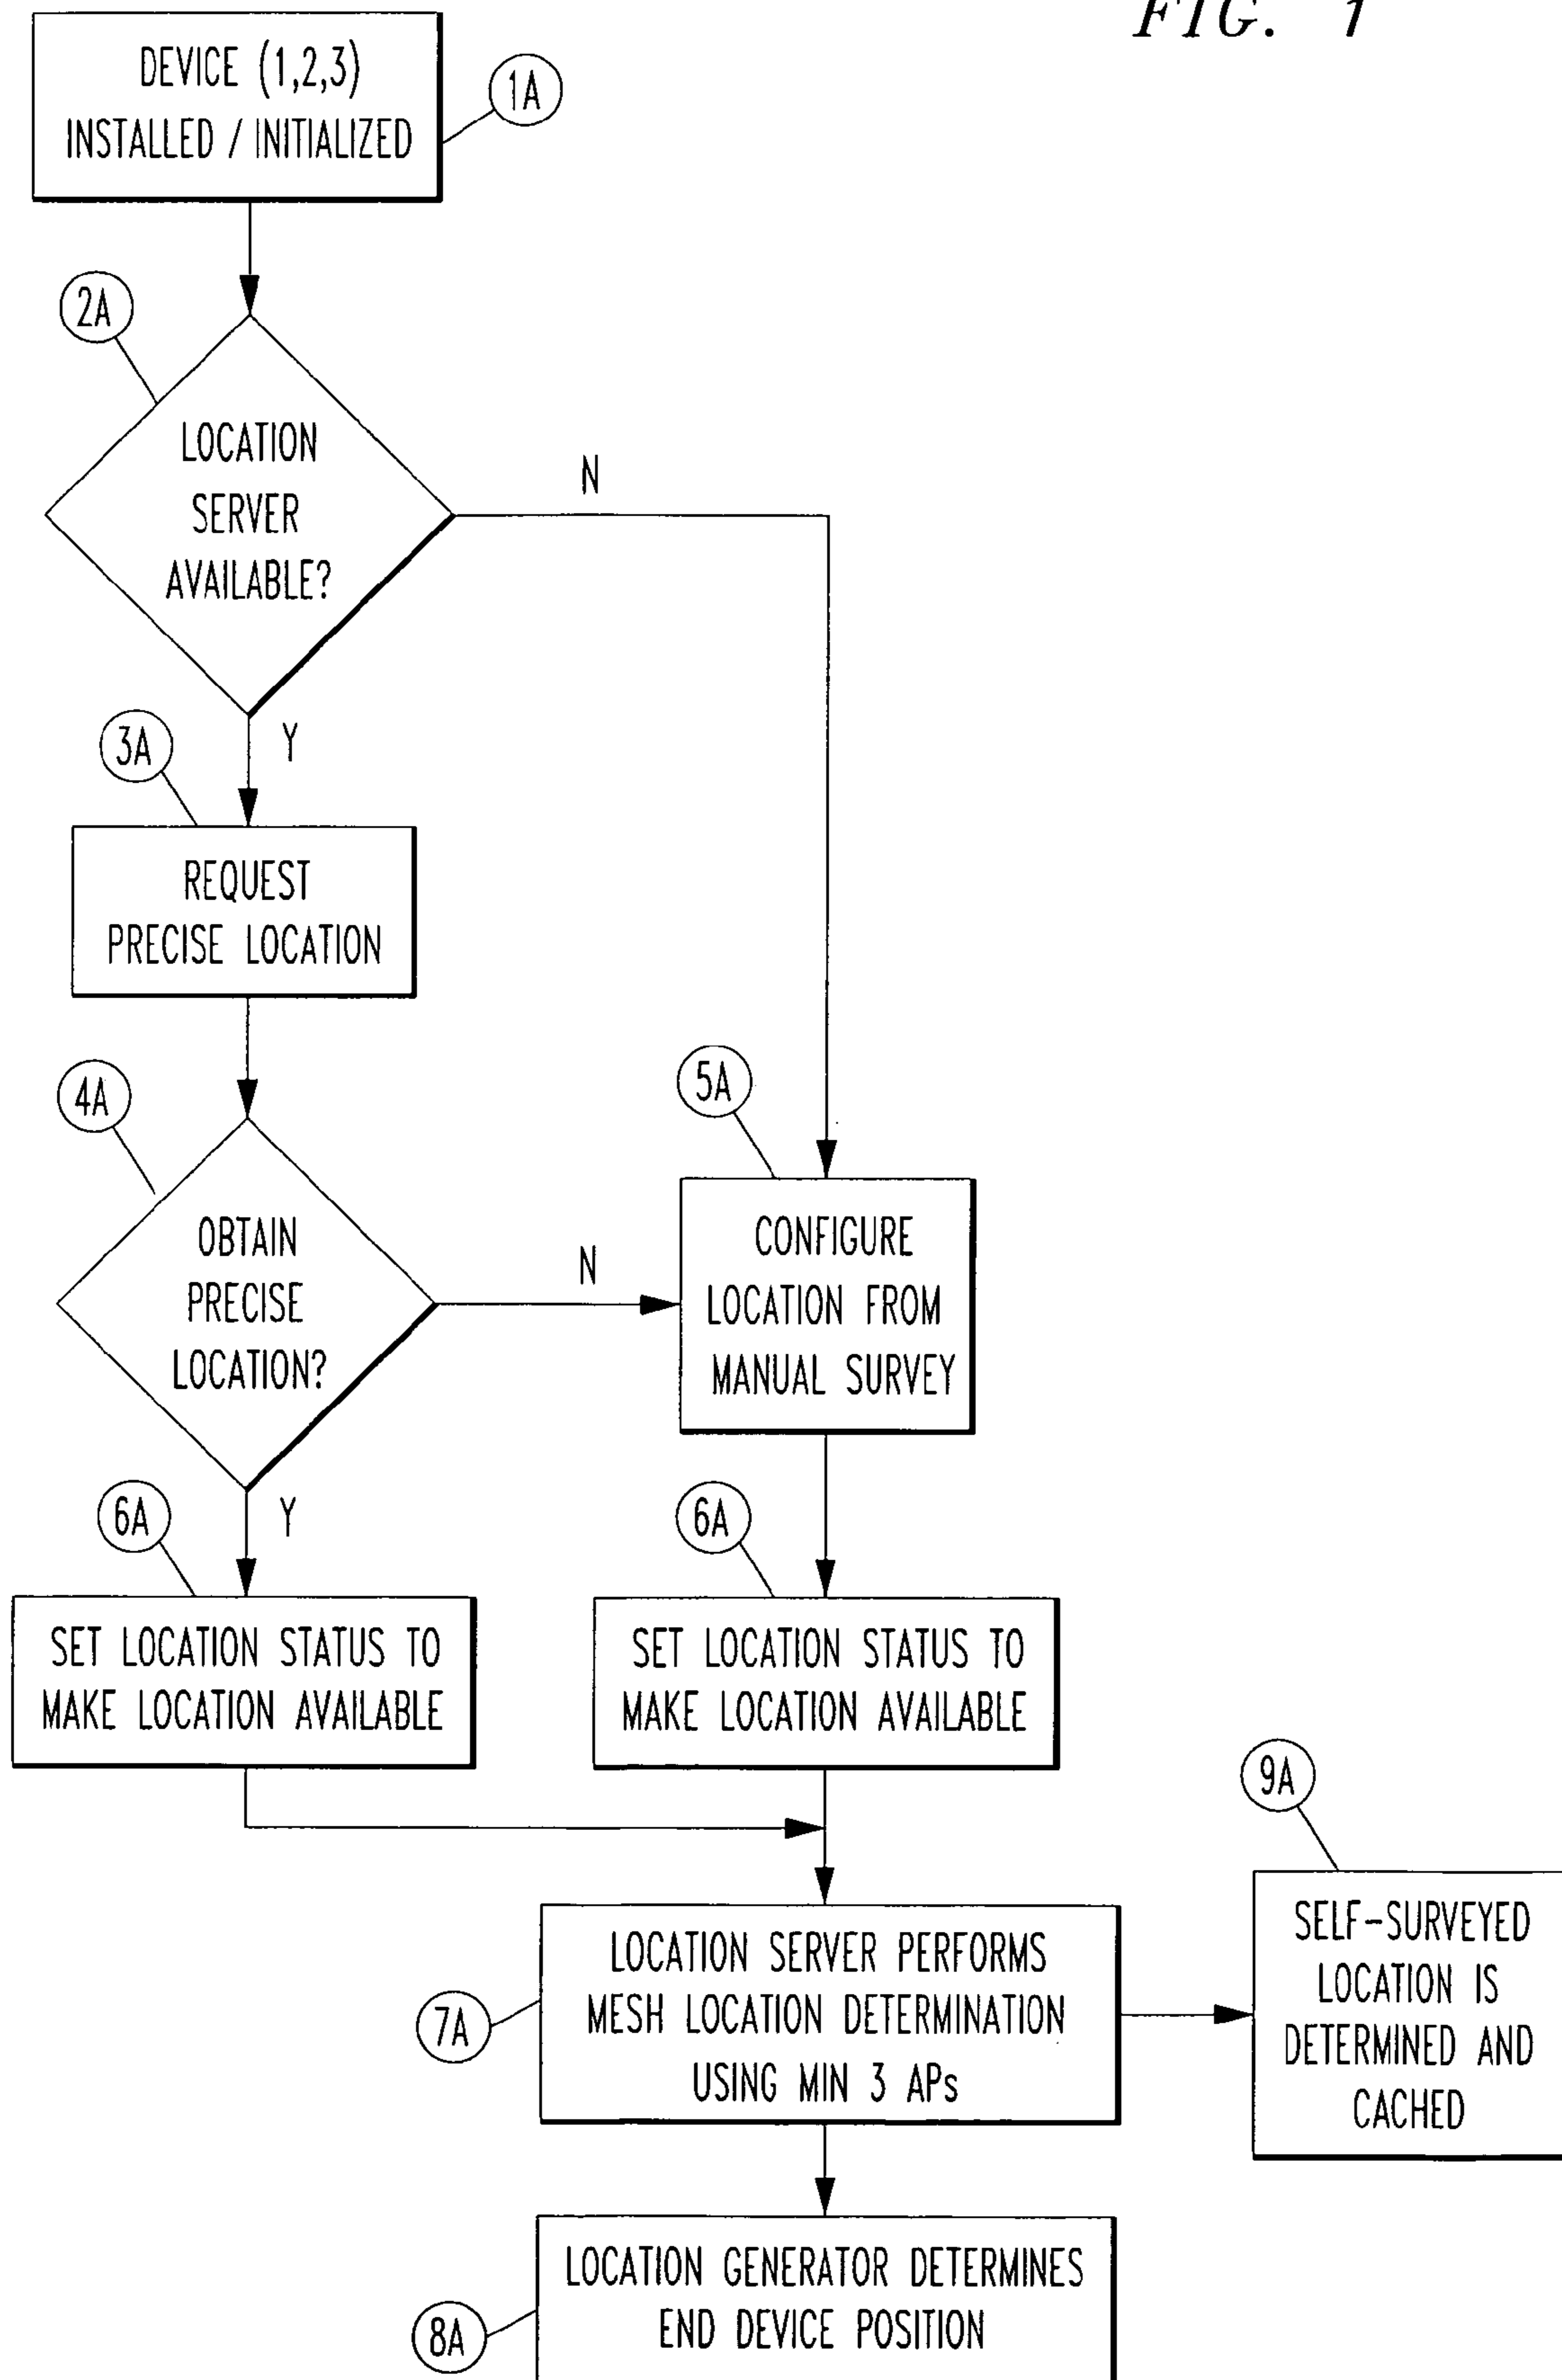 FIG. 1
DEVICE (1,2,3)
INSTALLED / INITIALIZED
1A
2A
LOCATION
SERVER
AVAILABLE?
N
Y
3A
REQUEST
PRECISE LOCATION
4A
OBTAIN
PRECISE
LOCATION?
N
5A
CONFIGURE
LOCATION FROM
MANUAL SURVEY
Y
6A
SET LOCATION STATUS TO
MAKE LOCATION AVAILABLE
6A
SET LOCATION STATUS TO
MAKE LOCATION AVAILABLE
7A
LOCATION SERVER PERFORMS
MESH LOCATION DETERMINATION
USING MIN 3 APs
9A
SELF-SURVEYED
LOCATION IS
DETERMINED AND
CACHED
8A
LOCATION GENERATOR DETERMINES
END DEVICE POSITION